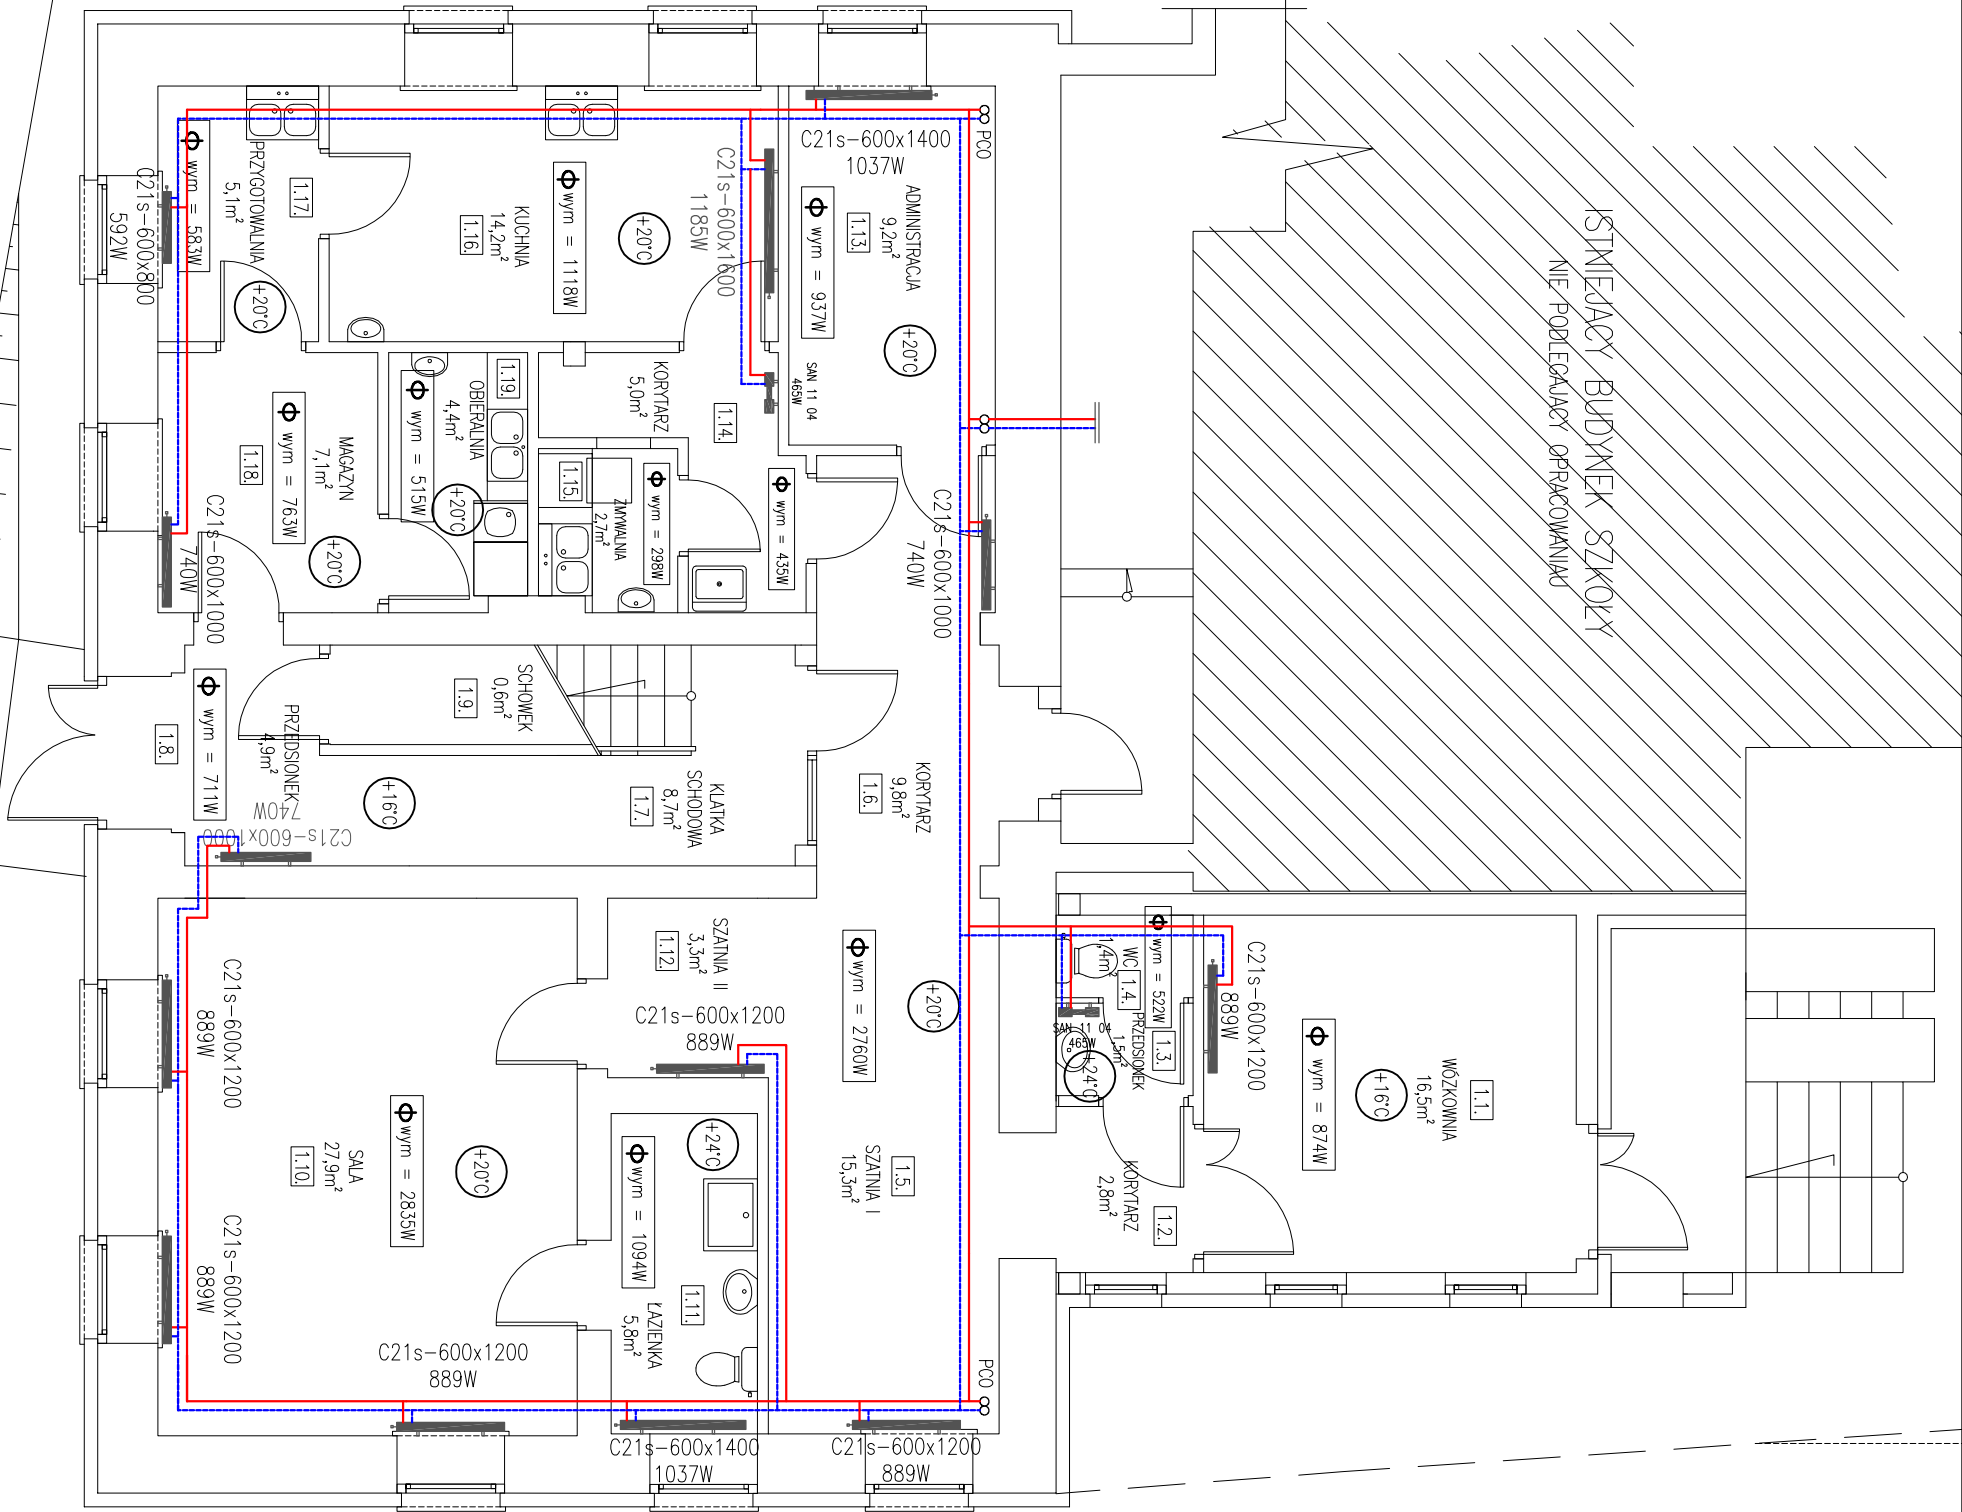 ISTNIEJĄCY BUDYNEK SZKOŁY
NIE PODLEGAJĄCY OPRACOWANIU
PCO
C21s-600x1400
1037W
ADMINISTRACJA
9,2m²
1.13.
Φ wym = 937W
+20°C
C21s-600x1600
1185W
KUCHNIA
14,2m²
1.16.
Φ wym = 1118W
+20°C
PRZYGOTOWALNIA
5,1m²
1.17.
Φ wym = 583W
+20°C
C21s-600x800
592W
SAN 11 04
465W
KORYTARZ
5,0m²
1.14.
Φ wym = 435W
1.19.
OBIERALNIA
4,4m²
Φ wym = 515W
+20°C
1.15.
ZMYWALNIA
2,7m²
Φ wym = 298W
MAGAZYN
7,1m²
1.18.
Φ wym = 763W
+20°C
C21s-600x1000
740W
C21s-600x1000
740W
SCHOWEK
0,6m²
1.9.
PRZEDSIONEK
4,9m²
1.8.
Φ wym = 711W
+16°C
C21s-600x1000
740W
KLATKA
SCHODOWA
8,7m²
1.7.
KORYTARZ
9,8m²
1.6.
SZATNIA II
3,3m²
1.12.
C21s-600x1200
889W
Φ wym = 2760W
+20°C
Φ wym = 522W
WC
1,4m²
1.4.
PRZEDSIONEK
1,5m²
1.3.
SAN 11 04
465W
+24°C
C21s-600x1200
889W
Φ wym = 874W
+16°C
WÓZKOWNIA
16,5m²
1.1.
KORYTARZ
2,8m²
1.2.
1.5.
SZATNIA I
15,3m²
C21s-600x1200
889W
Φ wym = 2835W
+20°C
SALA
27,9m²
1.10.
C21s-600x1200
889W
+24°C
Φ wym = 1094W
1.11.
ŁAZIENKA
5,8m²
C21s-600x1200
889W
C21s-600x1400
1037W
C21s-600x1200
889W
PCO